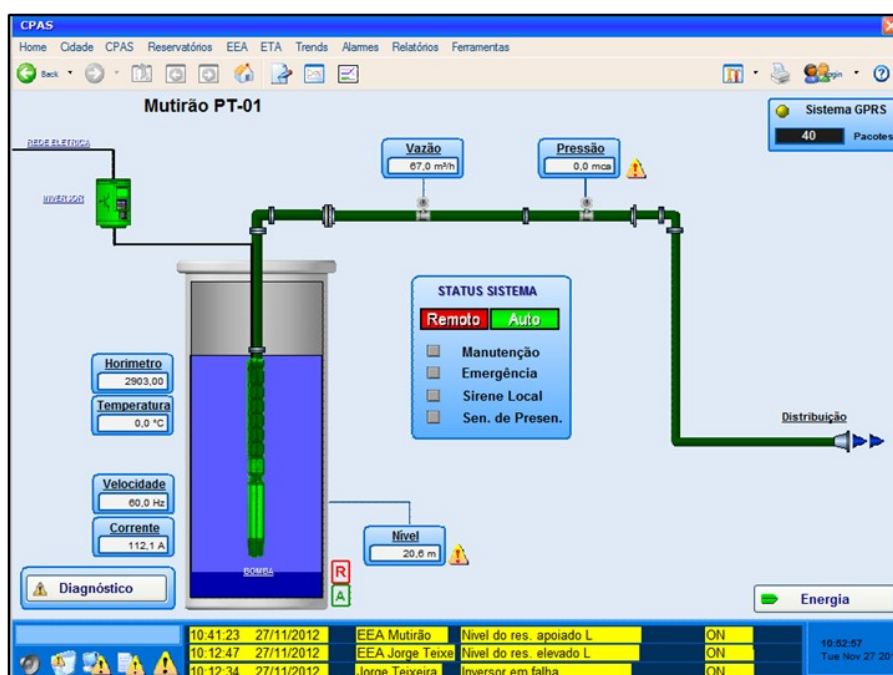 CPAS
Home Cidade CPAS Reservatórios EEA ETA Trends Alarmes Relatórios Ferramentas
Back Login
Mutirão PT-01
Sistema GPRS
40 Pacotes
REDE ELÉTRICA
INVERSOR
Vazão
67,0 m³/h
Pressão
0,0 mca
STATUS SISTEMA
Remoto Auto
Manutenção
Emergência
Sirene Local
Sen. de Presen.
Horimetro
2903,00
Temperatura
0,0 °C
Velocidade
60,0 Hz
Corrente
112,1 A
Distribuição
Nível
20,6 m
BOMBA
R
A
Diagnóstico
Energia
10:41:23 27/11/2012 EEA Mutirão Nivel do res. apoiado L ON
10:12:47 27/11/2012 EEA Jorge Teixe Nivel do res. elevado L ON
10:12:34 27/11/2012 Jorge Teixeira Inversor em falha ON
10:52:57
Tue Nov 27 20